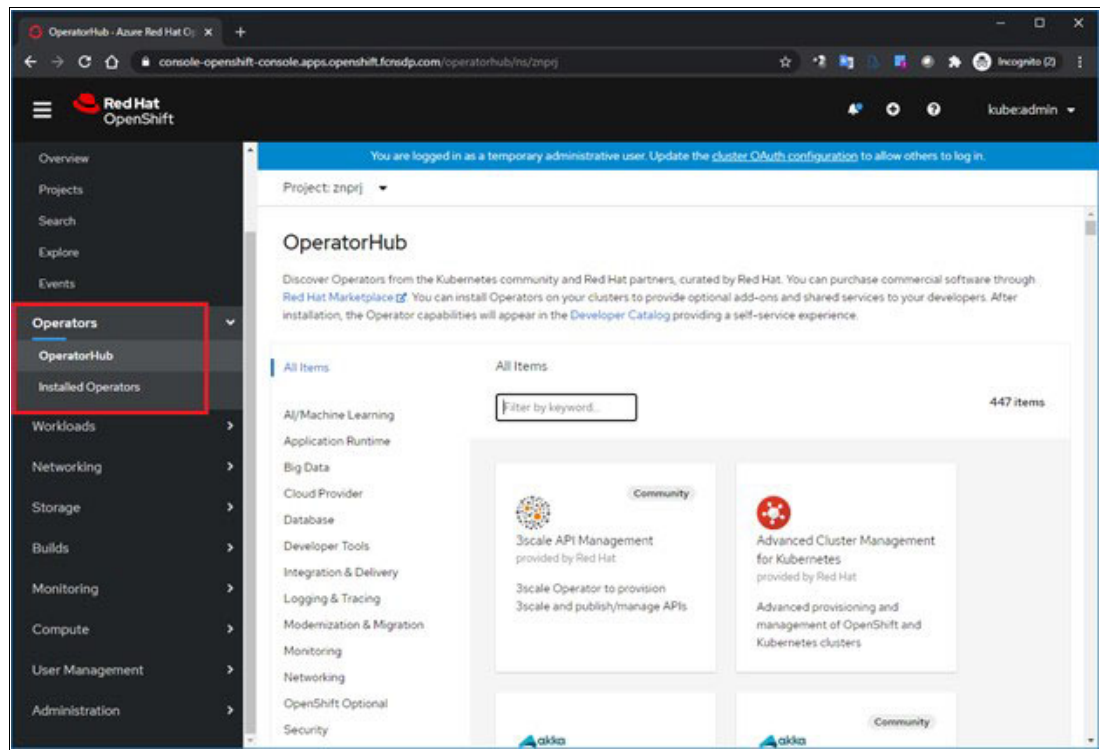 OperatorHub - Azure Red Hat O
console-openshift-console.apps.openshift.fcnsdp.com/operatorhub/ns/znprj
Incognito (2)
Red Hat
OpenShift
kube:admin
Overview
Projects
Search
Explore
Events
Operators
OperatorHub
Installed Operators
Workloads
Networking
Storage
Builds
Monitoring
Compute
User Management
Administration
You are logged in as a temporary administrative user. Update the cluster OAuth configuration to allow others to log in.
Project: znprj
OperatorHub
Discover Operators from the Kubernetes community and Red Hat partners, curated by Red Hat. You can purchase commercial software through
Red Hat Marketplace. You can install Operators on your clusters to provide optional add-ons and shared services to your developers. After
installation, the Operator capabilities will appear in the Developer Catalog providing a self-service experience.
All Items
AI/Machine Learning
Application Runtime
Big Data
Cloud Provider
Database
Developer Tools
Integration & Delivery
Logging & Tracing
Modernization & Migration
Monitoring
Networking
OpenShift Optional
Security
All Items
Filter by keyword...
447 items
Community
3scale API Management
provided by Red Hat
3scale Operator to provision
3scale and publish/manage APIs
Advanced Cluster Management
for Kubernetes
provided by Red Hat
Advanced provisioning and
management of OpenShift and
Kubernetes clusters
akka
Community
akka